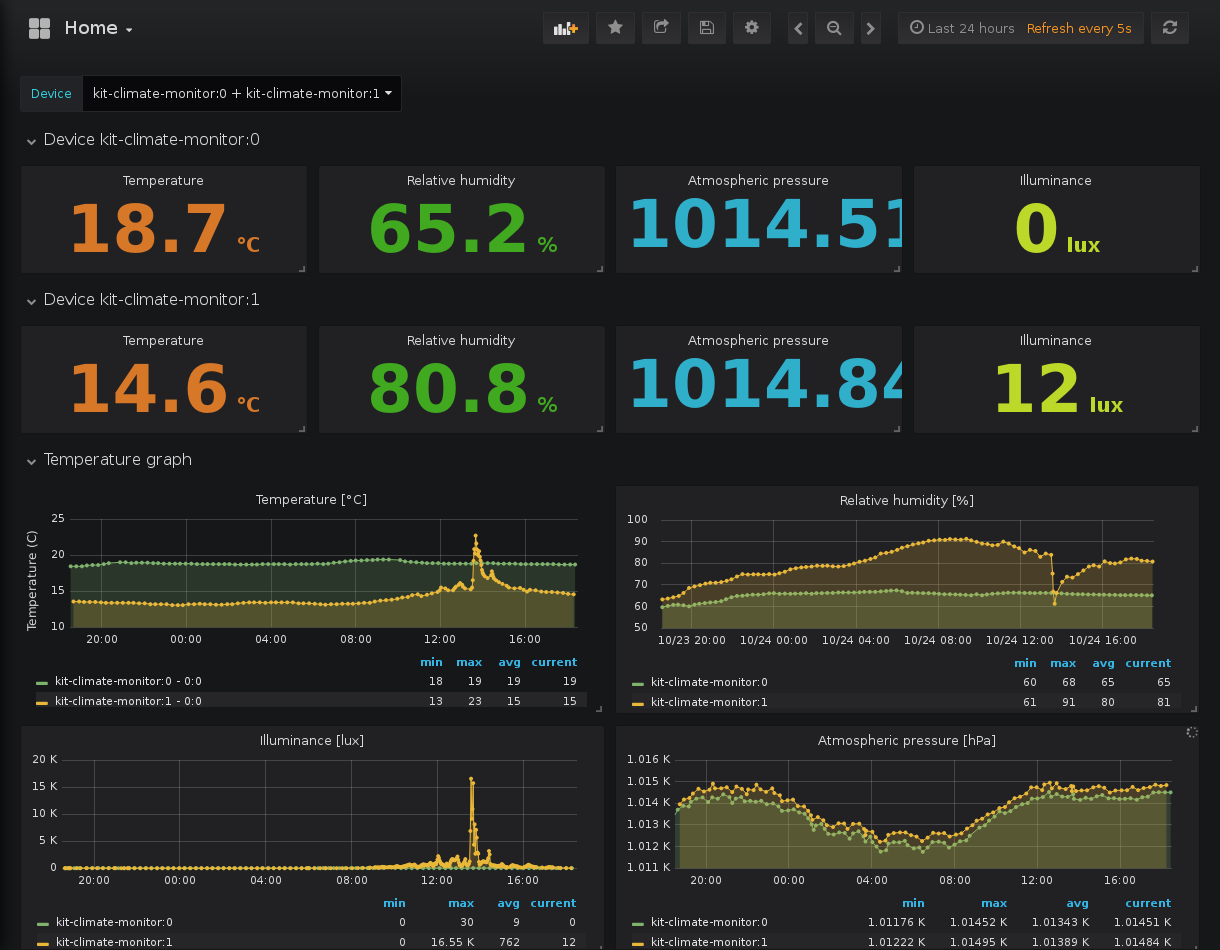 Home
Last 24 hours Refresh every 5s
Device kit-climate-monitor:0 + kit-climate-monitor:1
Device kit-climate-monitor:0
Temperature Relative humidity Atmospheric pressure Illuminance
18.7 °C 65.2 % 1014.51 0 lux
Device kit-climate-monitor:1
Temperature Relative humidity Atmospheric pressure Illuminance
14.6 °C 80.8 % 1014.84 12 lux
Temperature graph
Temperature [°C]
Temperature (C)
25
20
15
10
20:00 00:00 04:00 08:00 12:00 16:00
min max avg current
kit-climate-monitor:0 - 0:0 18 19 19 19
kit-climate-monitor:1 - 0:0 13 23 15 15
Relative humidity [%]
100
90
80
70
60
50
10/23 20:00 10/24 00:00 10/24 04:00 10/24 08:00 10/24 12:00 10/24 16:00
min max avg current
kit-climate-monitor:0 60 68 65 65
kit-climate-monitor:1 61 91 80 81
Illuminance [lux]
20 K
15 K
10 K
5 K
0
20:00 00:00 04:00 08:00 12:00 16:00
min max avg current
kit-climate-monitor:0 0 30 9 0
kit-climate-monitor:1 0 16.55 K 762 12
Atmospheric pressure [hPa]
1.016 K
1.015 K
1.014 K
1.013 K
1.012 K
1.011 K
20:00 00:00 04:00 08:00 12:00 16:00
min max avg current
kit-climate-monitor:0 1.01176 K 1.01452 K 1.01343 K 1.01451 K
kit-climate-monitor:1 1.01222 K 1.01495 K 1.01389 K 1.01484 K